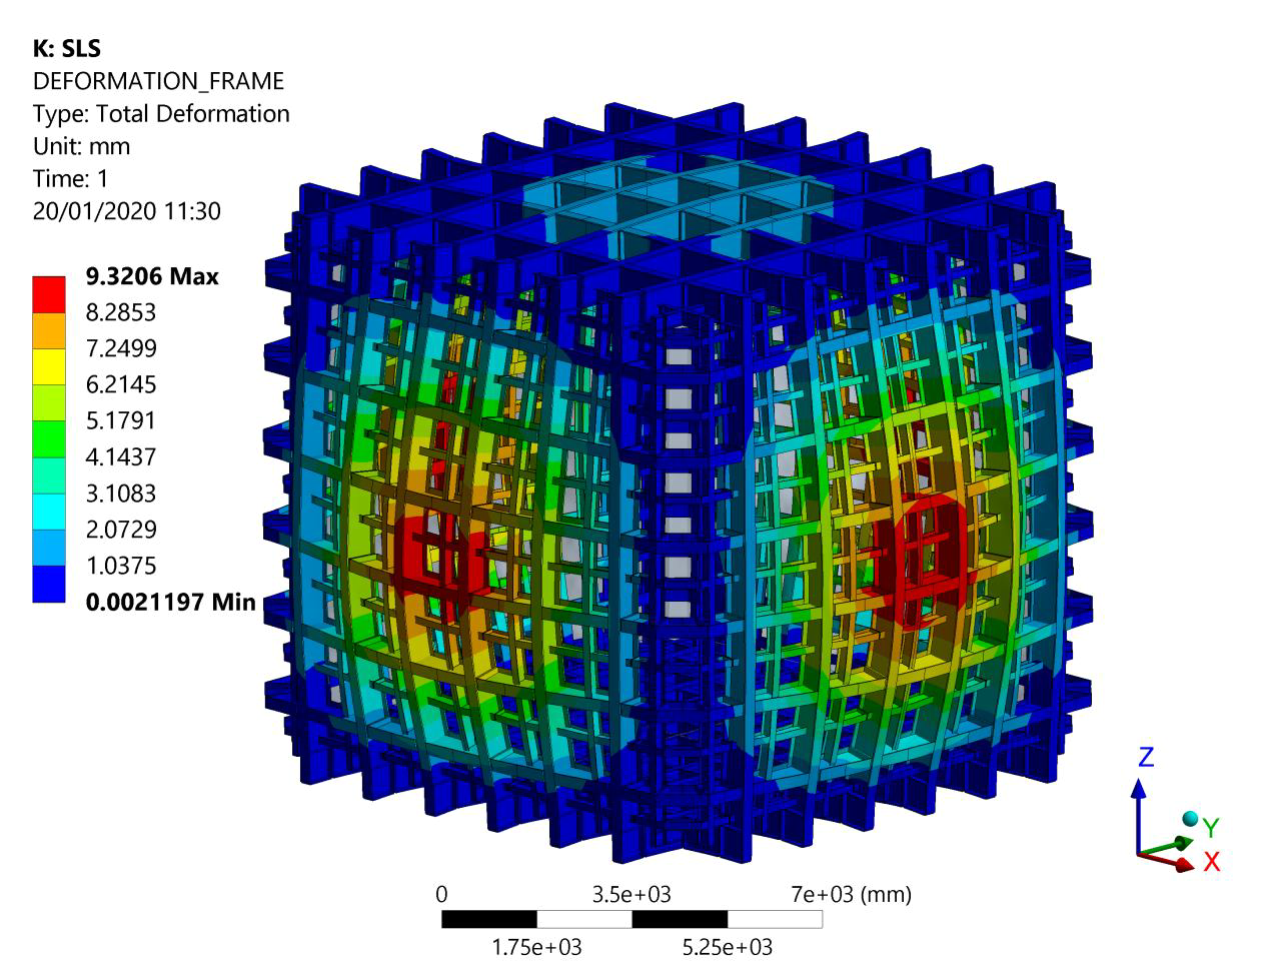 K: SLS
DEFORMATION_FRAME
Type: Total Deformation
Unit: mm
Time: 1
20/01/2020 11:30
9.3206 Max
8.2853
7.2499
6.2145
5.1791
4.1437
3.1083
2.0729
1.0375
0.0021197 Min
Z
Y
X
0 3.5e+03 7e+03 (mm)
1.75e+03 5.25e+03